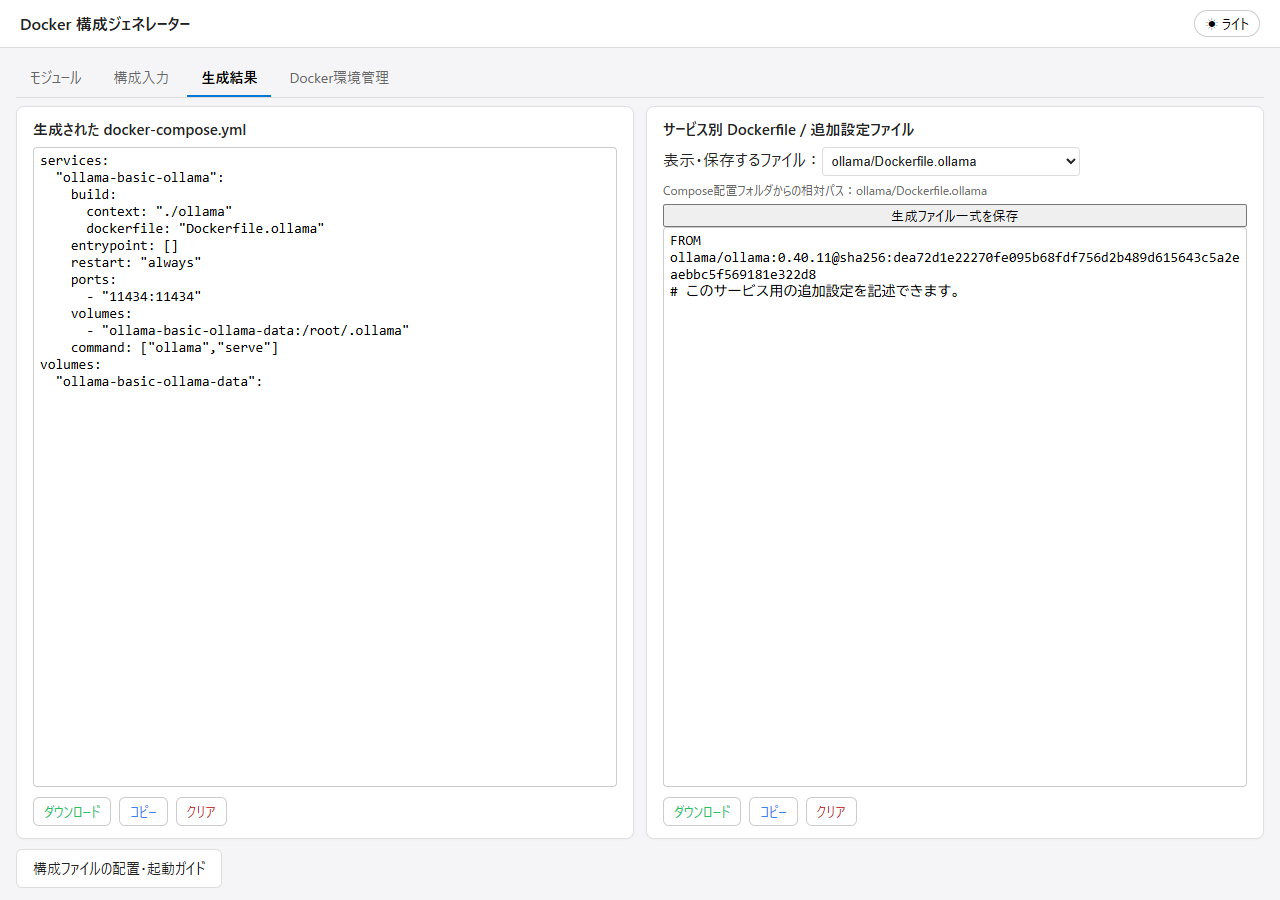 Docker 構成ジェネレーター
ライト
モジュール 構成入力 生成結果 Docker環境管理
生成された docker-compose.yml
services:
  "ollama-basic-ollama":
    build:
      context: "./ollama"
      dockerfile: "Dockerfile.ollama"
    entrypoint: []
    restart: "always"
    ports:
      - "11434:11434"
    volumes:
      - "ollama-basic-ollama-data:/root/.ollama"
    command: ["ollama","serve"]
volumes:
  "ollama-basic-ollama-data":
ダウンロード コピー クリア
サービス別 Dockerfile / 追加設定ファイル
表示・保存するファイル： ollama/Dockerfile.ollama
Compose配置フォルダからの相対パス：ollama/Dockerfile.ollama
生成ファイル一式を保存
FROM
ollama/ollama:0.40.11@sha256:dea72d1e22270fe095b68fdf756d2b489d615643c5a2e
aebbc5f569181e322d8
# このサービス用の追加設定を記述できます。
ダウンロード コピー クリア
構成ファイルの配置・起動ガイド